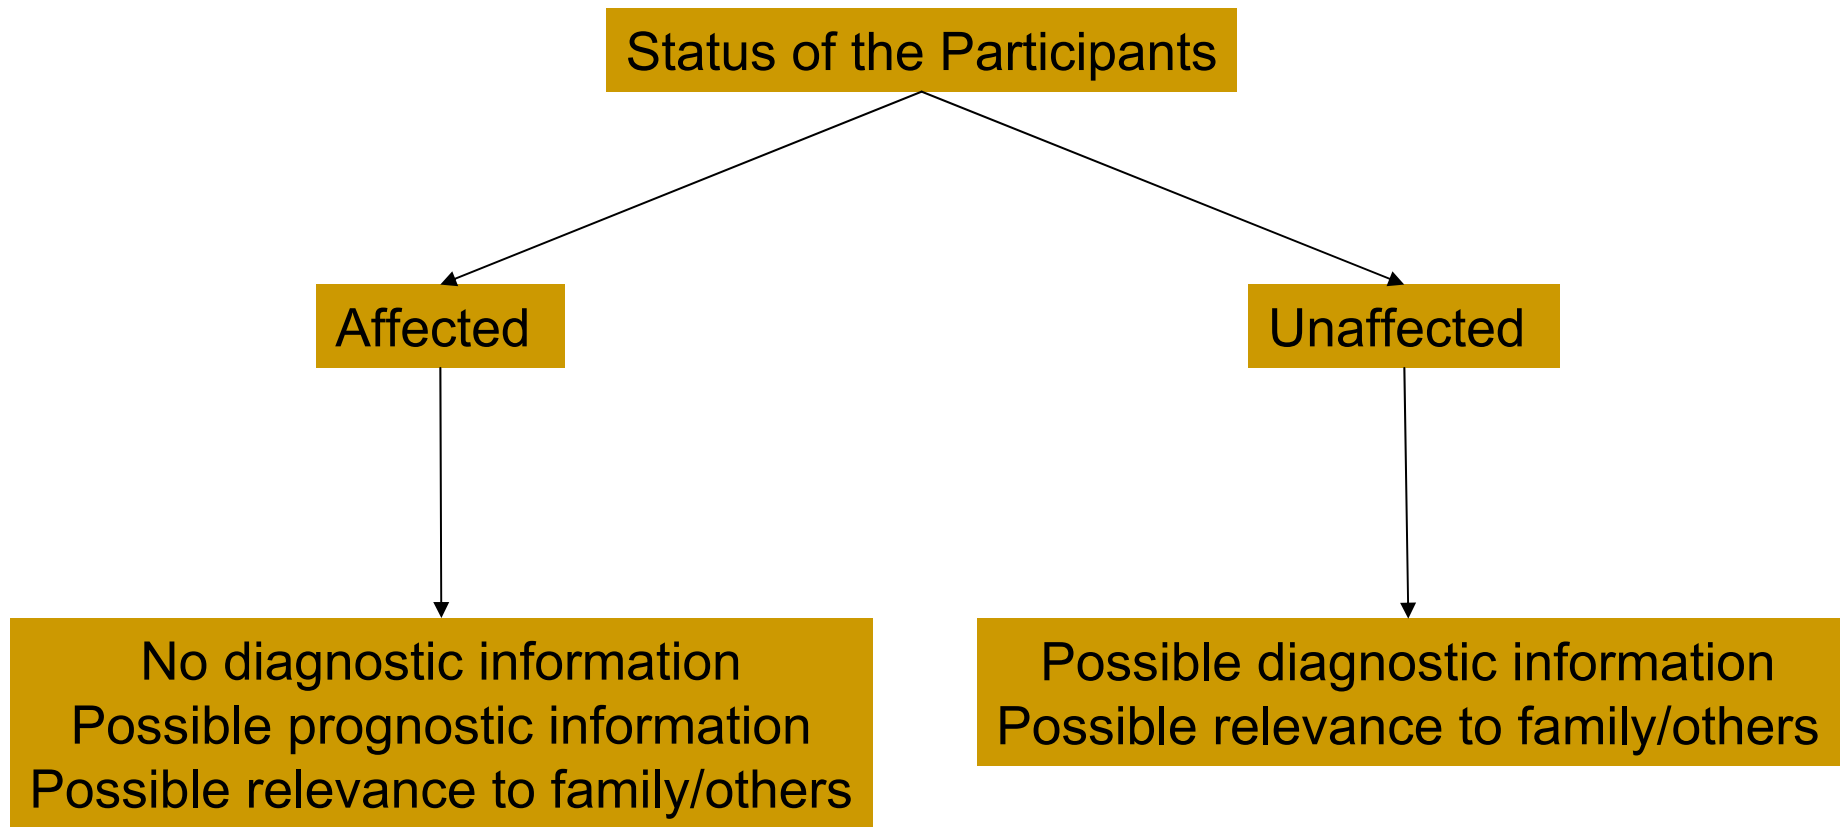 Status of the Participants
Affected
Unaffected
No diagnostic information
Possible prognostic information
Possible relevance to family/others
Possible diagnostic information
Possible relevance to family/others